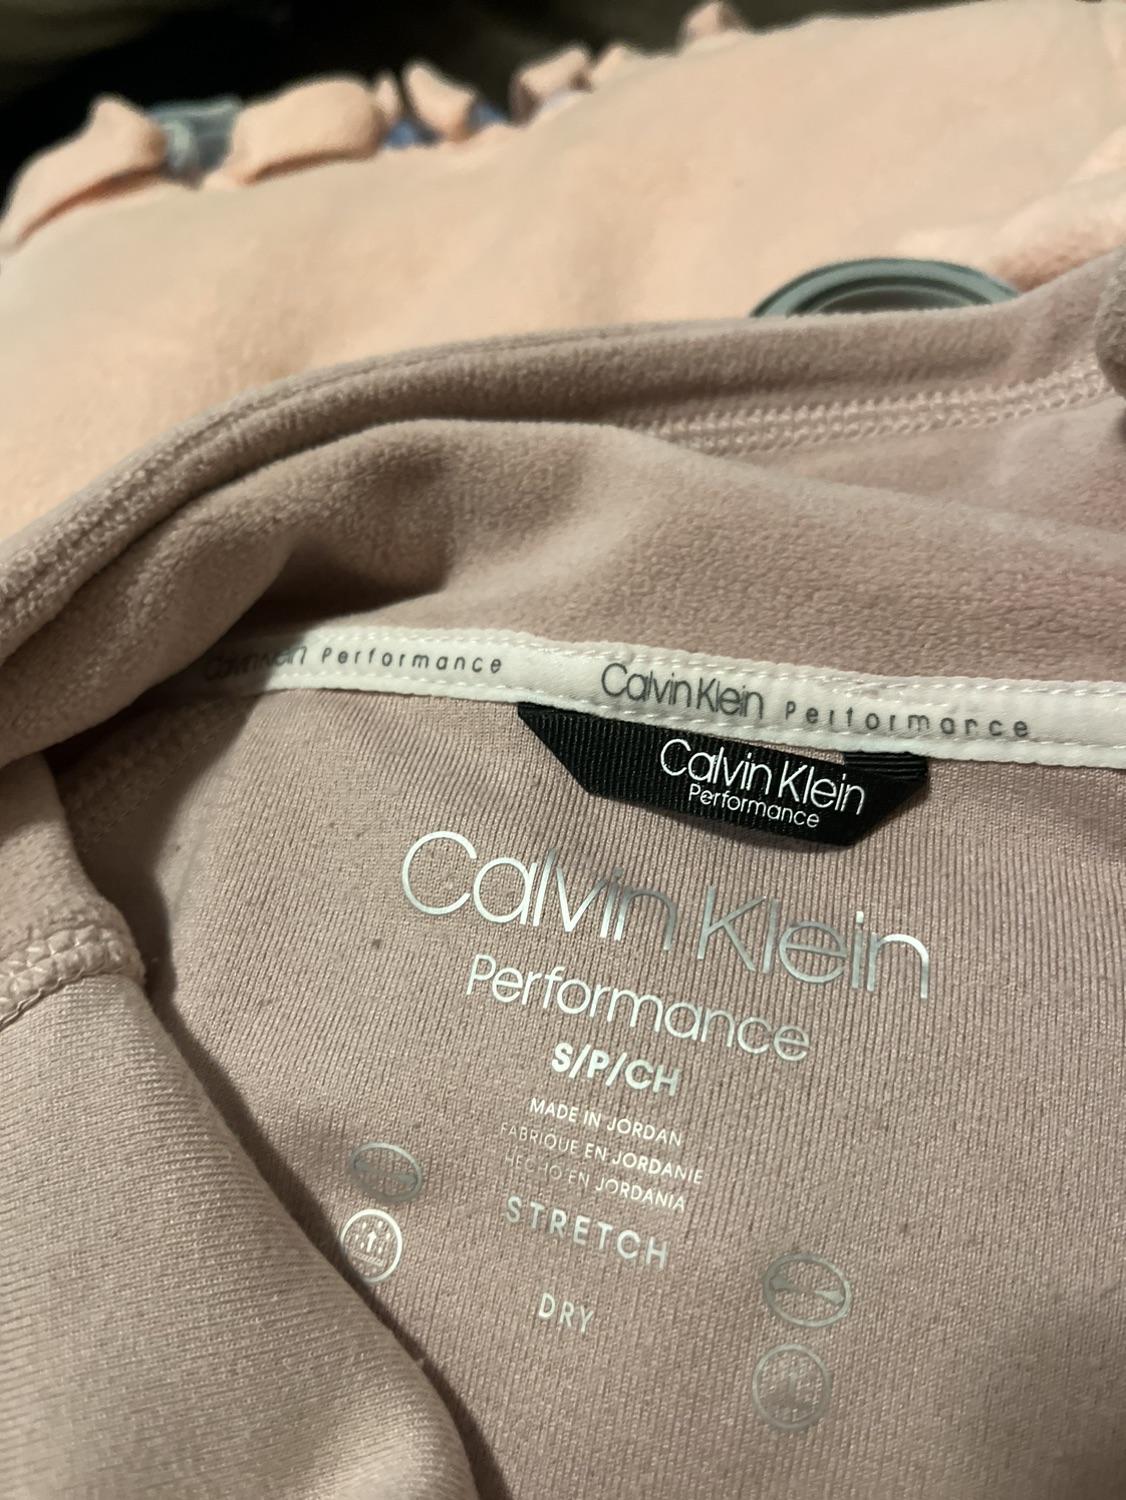 Calvin Klein Performance
Calvin Klein Performance
Calvin Klein
Performance
Calvin Klein
Performance
S/P/CH
MADE IN JORDAN
FABRIQUE EN JORDANIE
HECHO EN JORDANIA
STRETCH
DRY